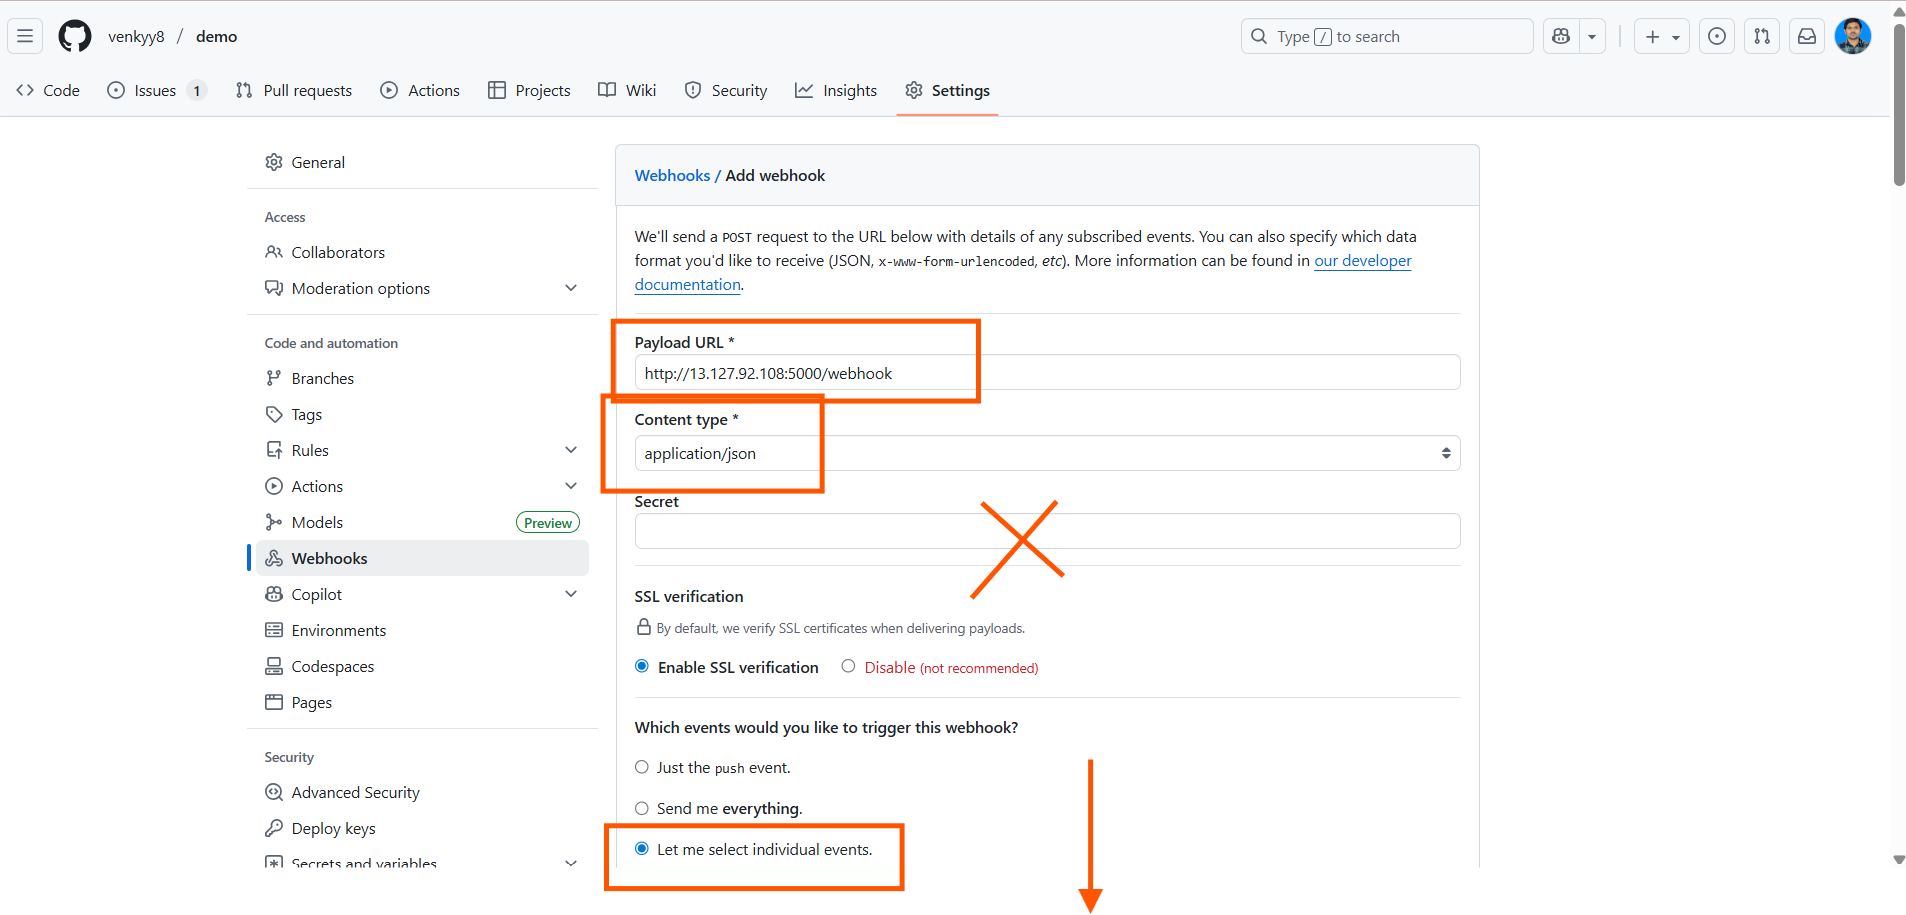 venkyy8 / demo
Type / to search
Code
Issues 1
Pull requests
Actions
Projects
Wiki
Security
Insights
Settings
General
Access
Collaborators
Moderation options
Code and automation
Branches
Tags
Rules
Actions
Models Preview
Webhooks
Copilot
Environments
Codespaces
Pages
Security
Advanced Security
Deploy keys
Secrets and variables
Webhooks / Add webhook
We'll send a POST request to the URL below with details of any subscribed events. You can also specify which data
format you'd like to receive (JSON, x-www-form-urlencoded, etc). More information can be found in our developer
documentation.
Payload URL *
http://13.127.92.108:5000/webhook
Content type *
application/json
Secret
SSL verification
By default, we verify SSL certificates when delivering payloads.
Enable SSL verification Disable (not recommended)
Which events would you like to trigger this webhook?
Just the push event.
Send me everything.
Let me select individual events.